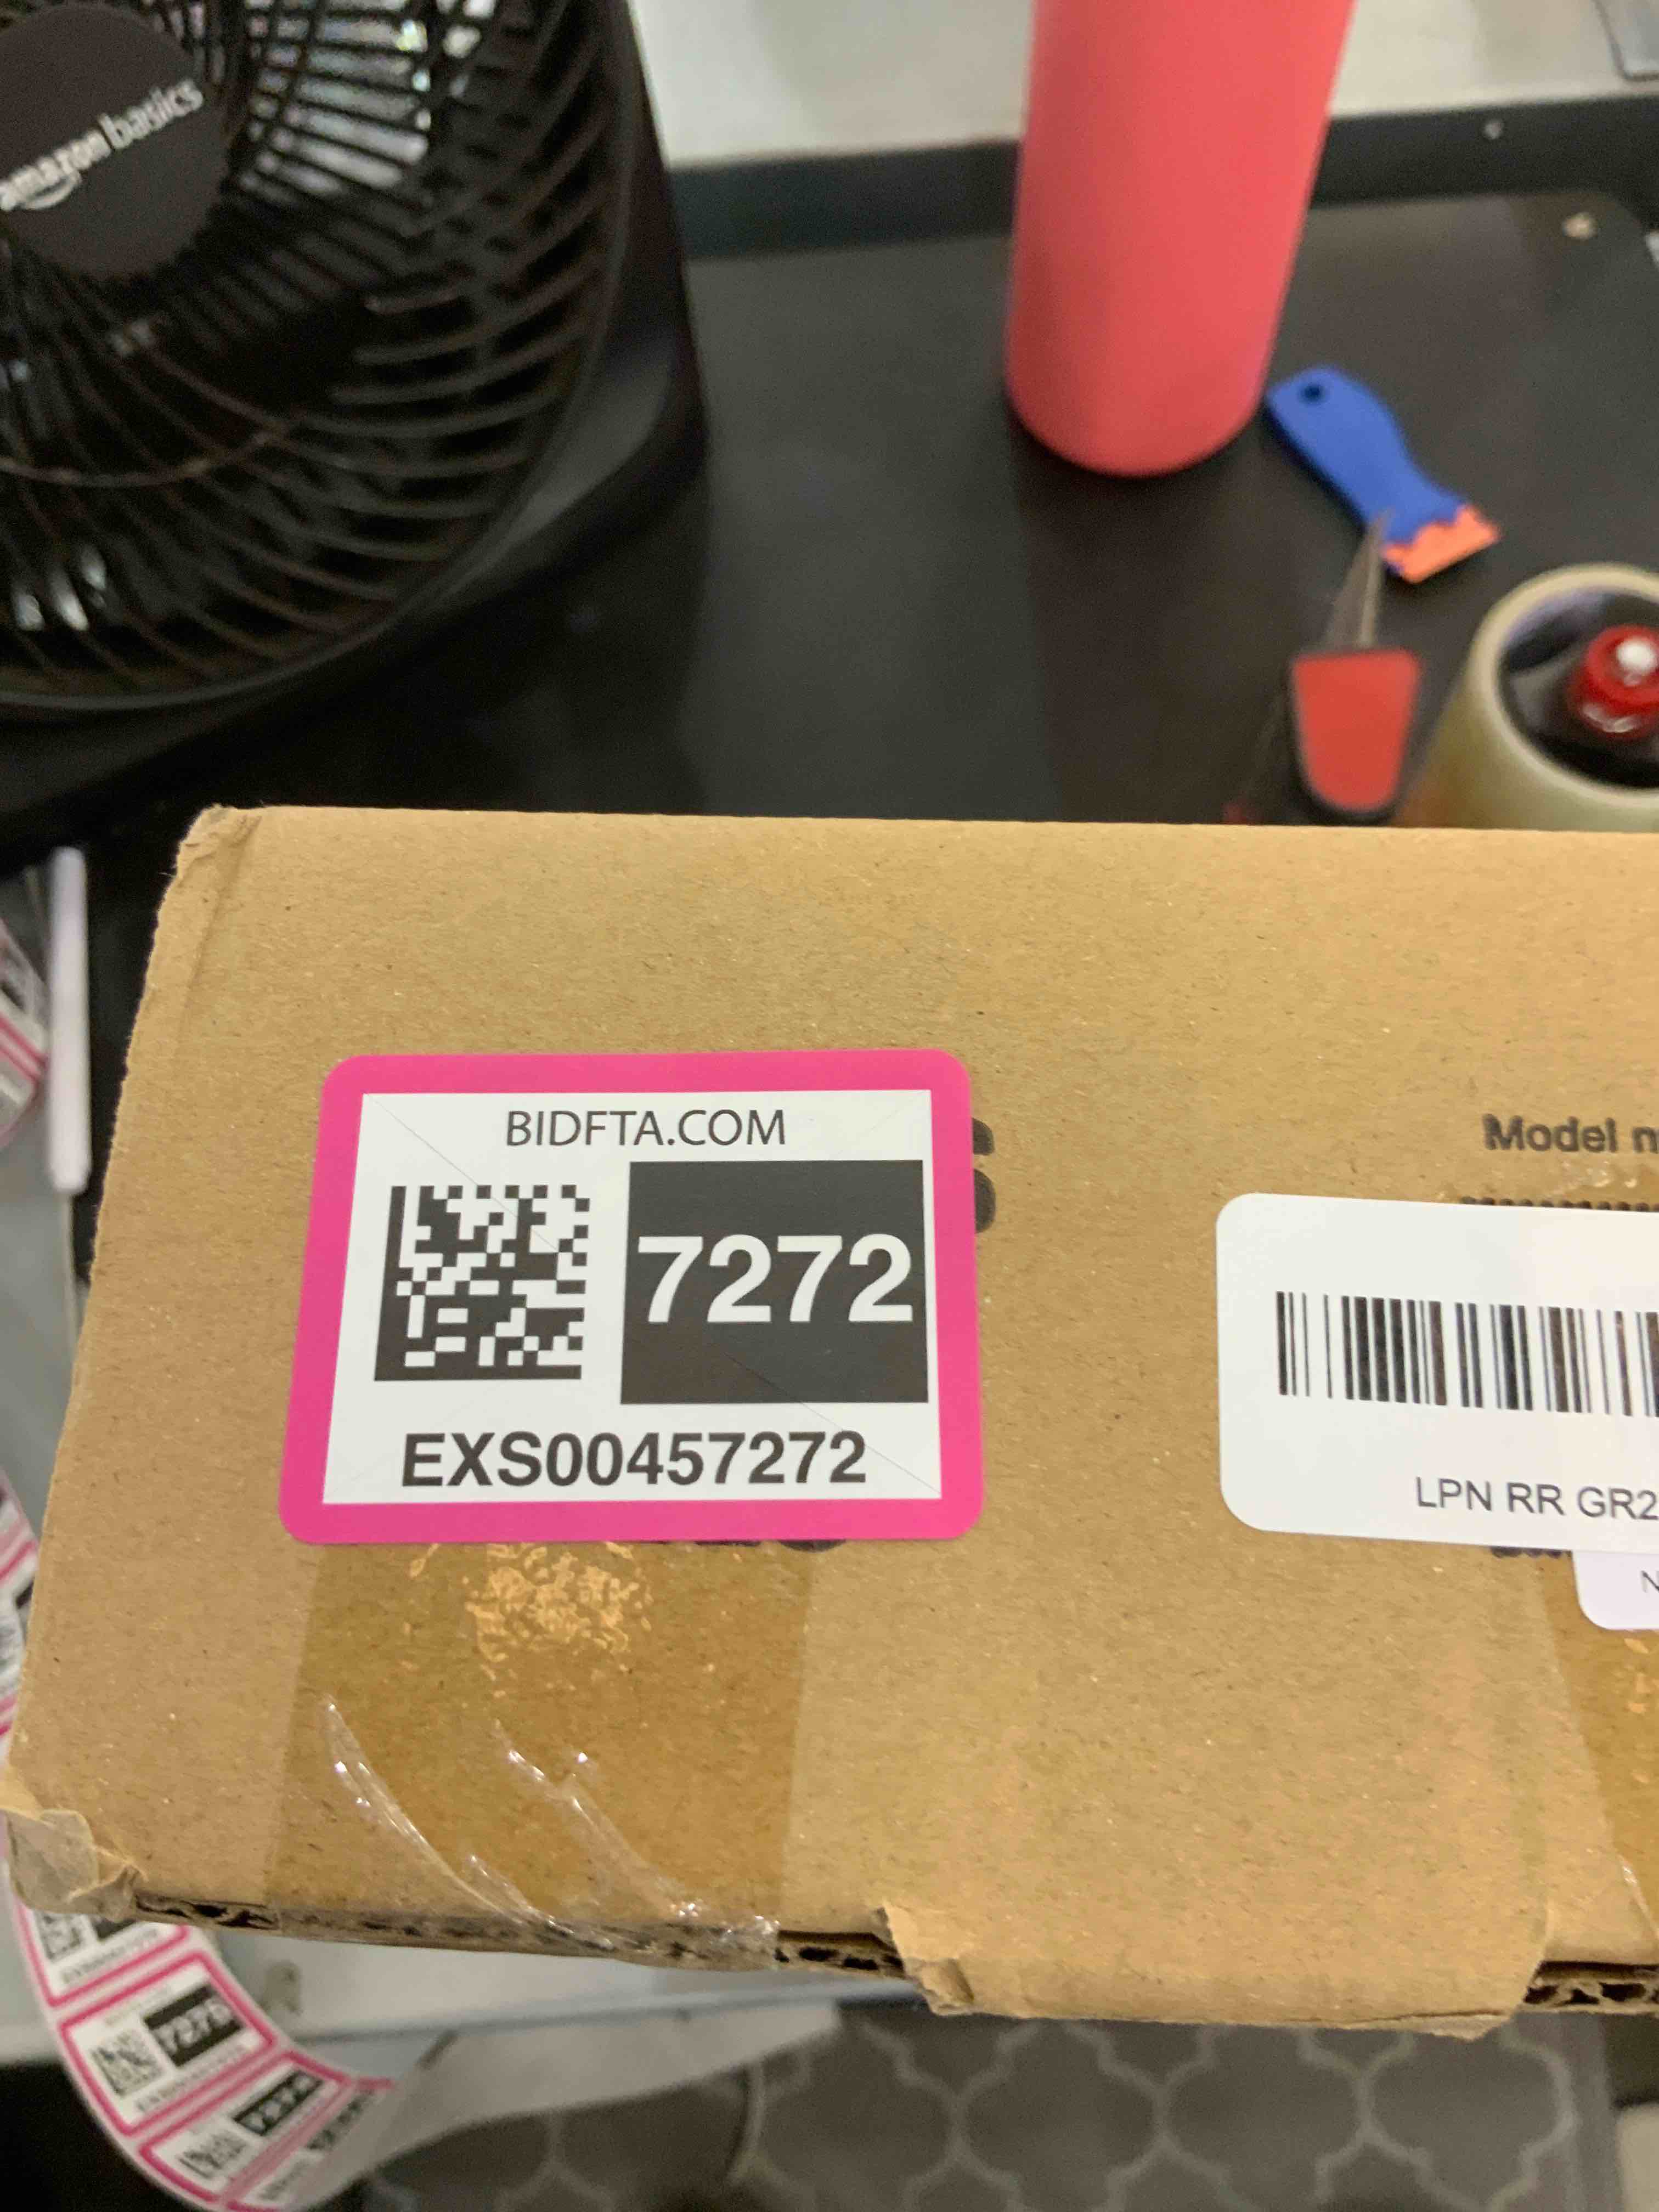 amazon basics
BIDFTA.COM
7272
EXS00457272
Model
LPN RR GR2